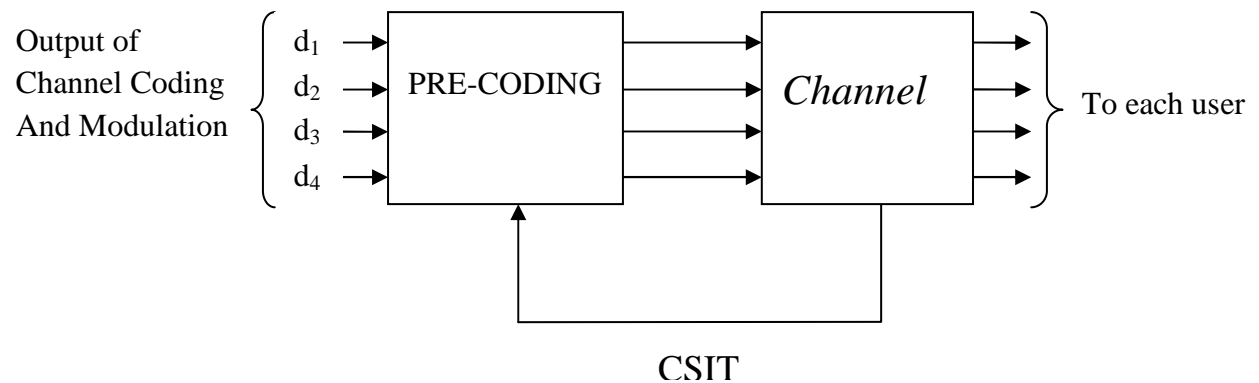 Output of
Channel Coding
And Modulation
d₁
d₂
d₃
d₄
PRE-CODING
Channel
To each user
CSIT